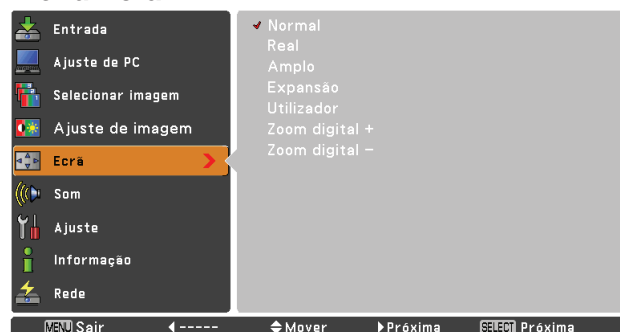 Entrada
Ajuste de PC
Selecionar imagem
Ajuste de imagem
Ecrã
Som
Ajuste
Informação
Rede
Normal
Real
Amplo
Expansão
Utilizador
Zoom digital +
Zoom digital –
MENU Sair ----- Mover Próxima SELECT Próxima